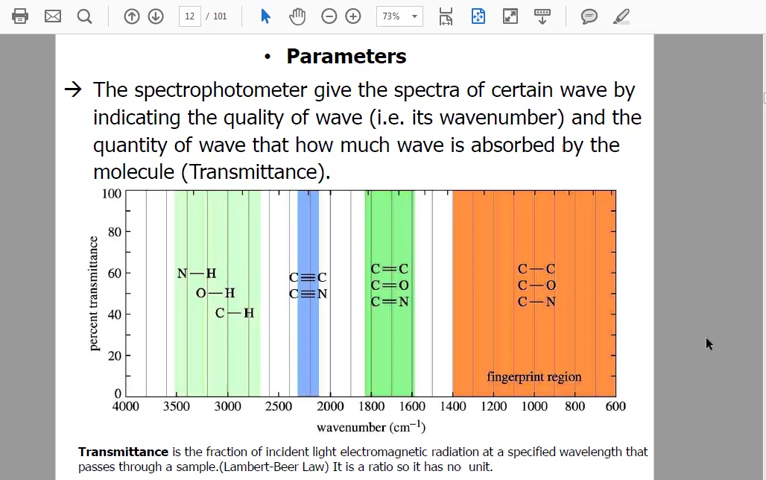 12 / 101
73%
• Parameters
→ The spectrophotometer give the spectra of certain wave by
indicating the quality of wave (i.e. its wavenumber) and the
quantity of wave that how much wave is absorbed by the
molecule (Transmittance).
percent transmittance
100
80
60
40
20
0
N—H
O—H
C—H
C≡C
C≡N
C=C
C=O
C=N
C—C
C—O
C—N
fingerprint region
4000 3500 3000 2500 2000 1800 1600 1400 1200 1000 800 600
wavenumber (cm⁻¹)
Transmittance is the fraction of incident light electromagnetic radiation at a specified wavelength that
passes through a sample.(Lambert-Beer Law) It is a ratio so it has no unit.